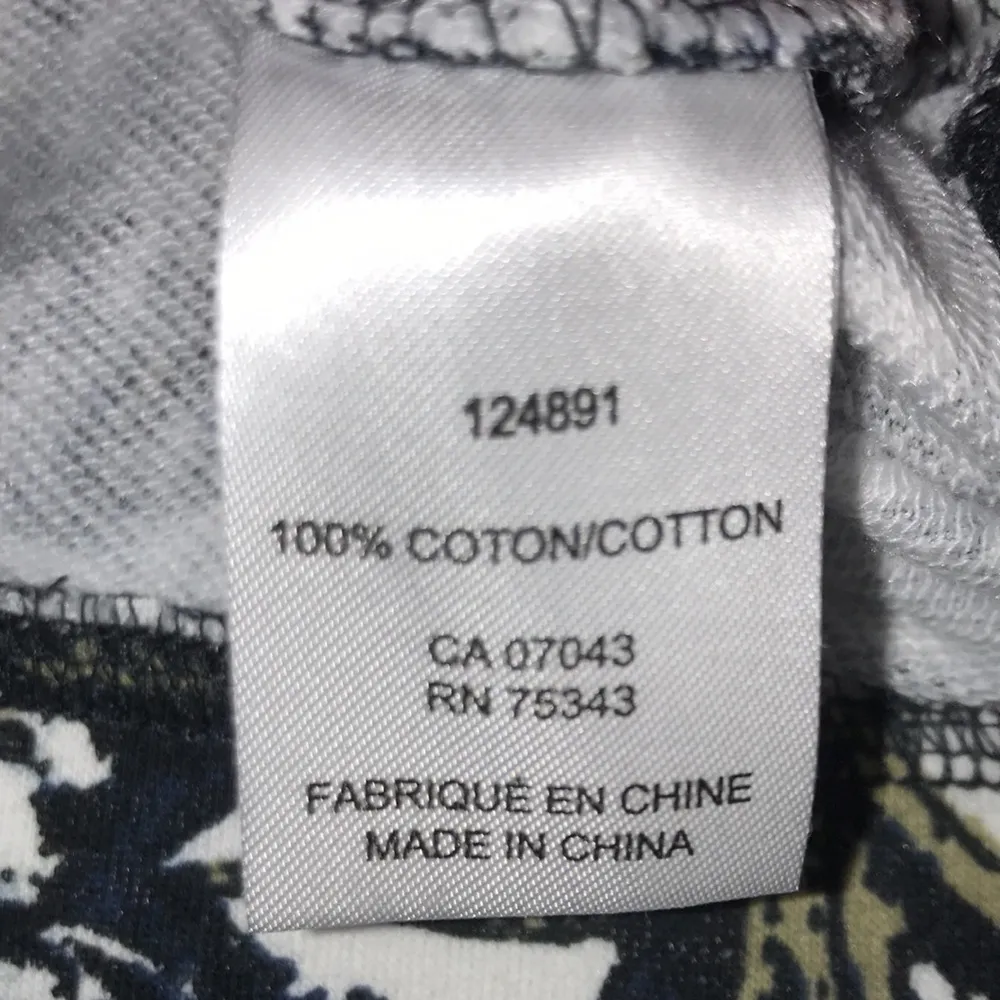 124891
100% COTON/COTTON
CA 07043
RN 75343
FABRIQUÉ EN CHINE
MADE IN CHINA